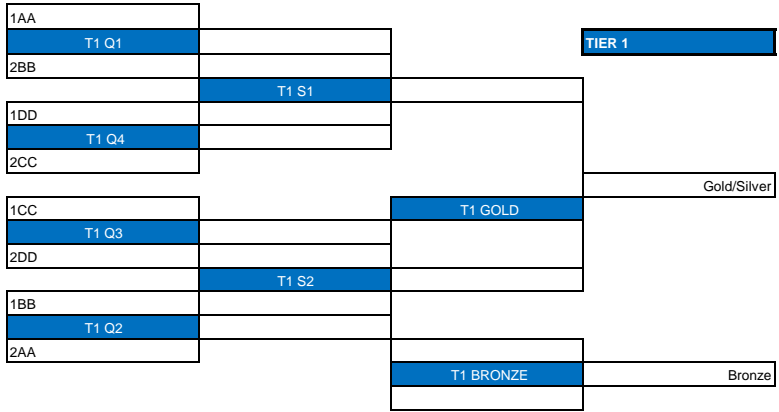 1AA
T1 Q1
TIER 1
2BB
T1 S1
1DD
T1 Q4
2CC
Gold/Silver
1CC
T1 GOLD
T1 Q3
2DD
T1 S2
1BB
T1 Q2
2AA
T1 BRONZE
Bronze